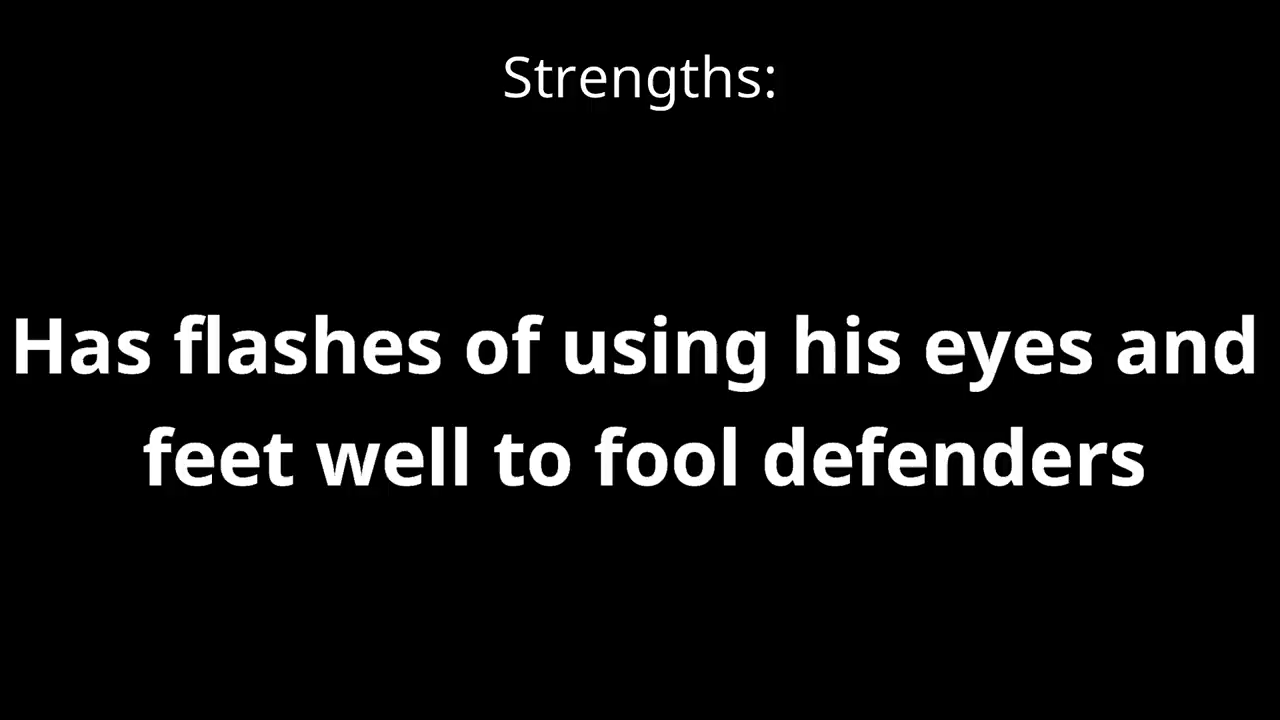 Strengths:
Has flashes of using his eyes and
feet well to fool defenders